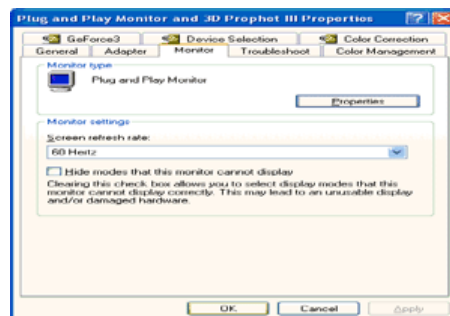 Plug and Play Monitor and 3D Prophet III Properties
GeForce3 Device Selection Color Correction
General Adapter Monitor Troubleshoot Color Management
Monitor type
Plug and Play Monitor
Properties
Monitor settings
Screen refresh rate:
60 Hertz
Hide modes that this monitor cannot display
Clearing this check box allows you to select display modes that this
monitor cannot display correctly. This may lead to an unusable display
and/or damaged hardware.
OK Cancel Apply